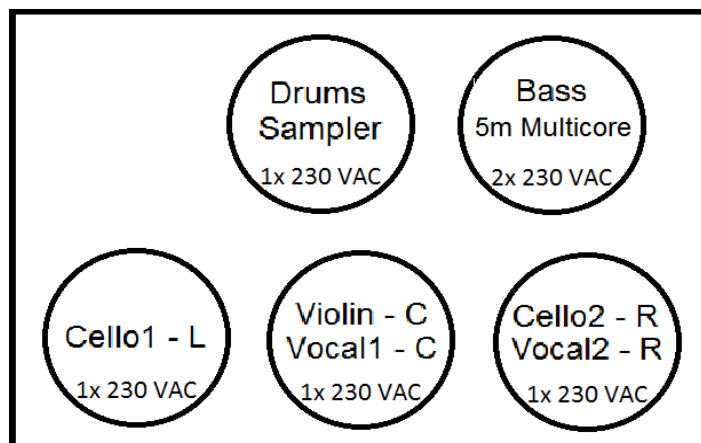 Drums
Sampler
1x 230 VAC
Bass
5m Multicore
2x 230 VAC
Cello1 - L
1x 230 VAC
Violin - C
Vocal1 - C
1x 230 VAC
Cello2 - R
Vocal2 - R
1x 230 VAC